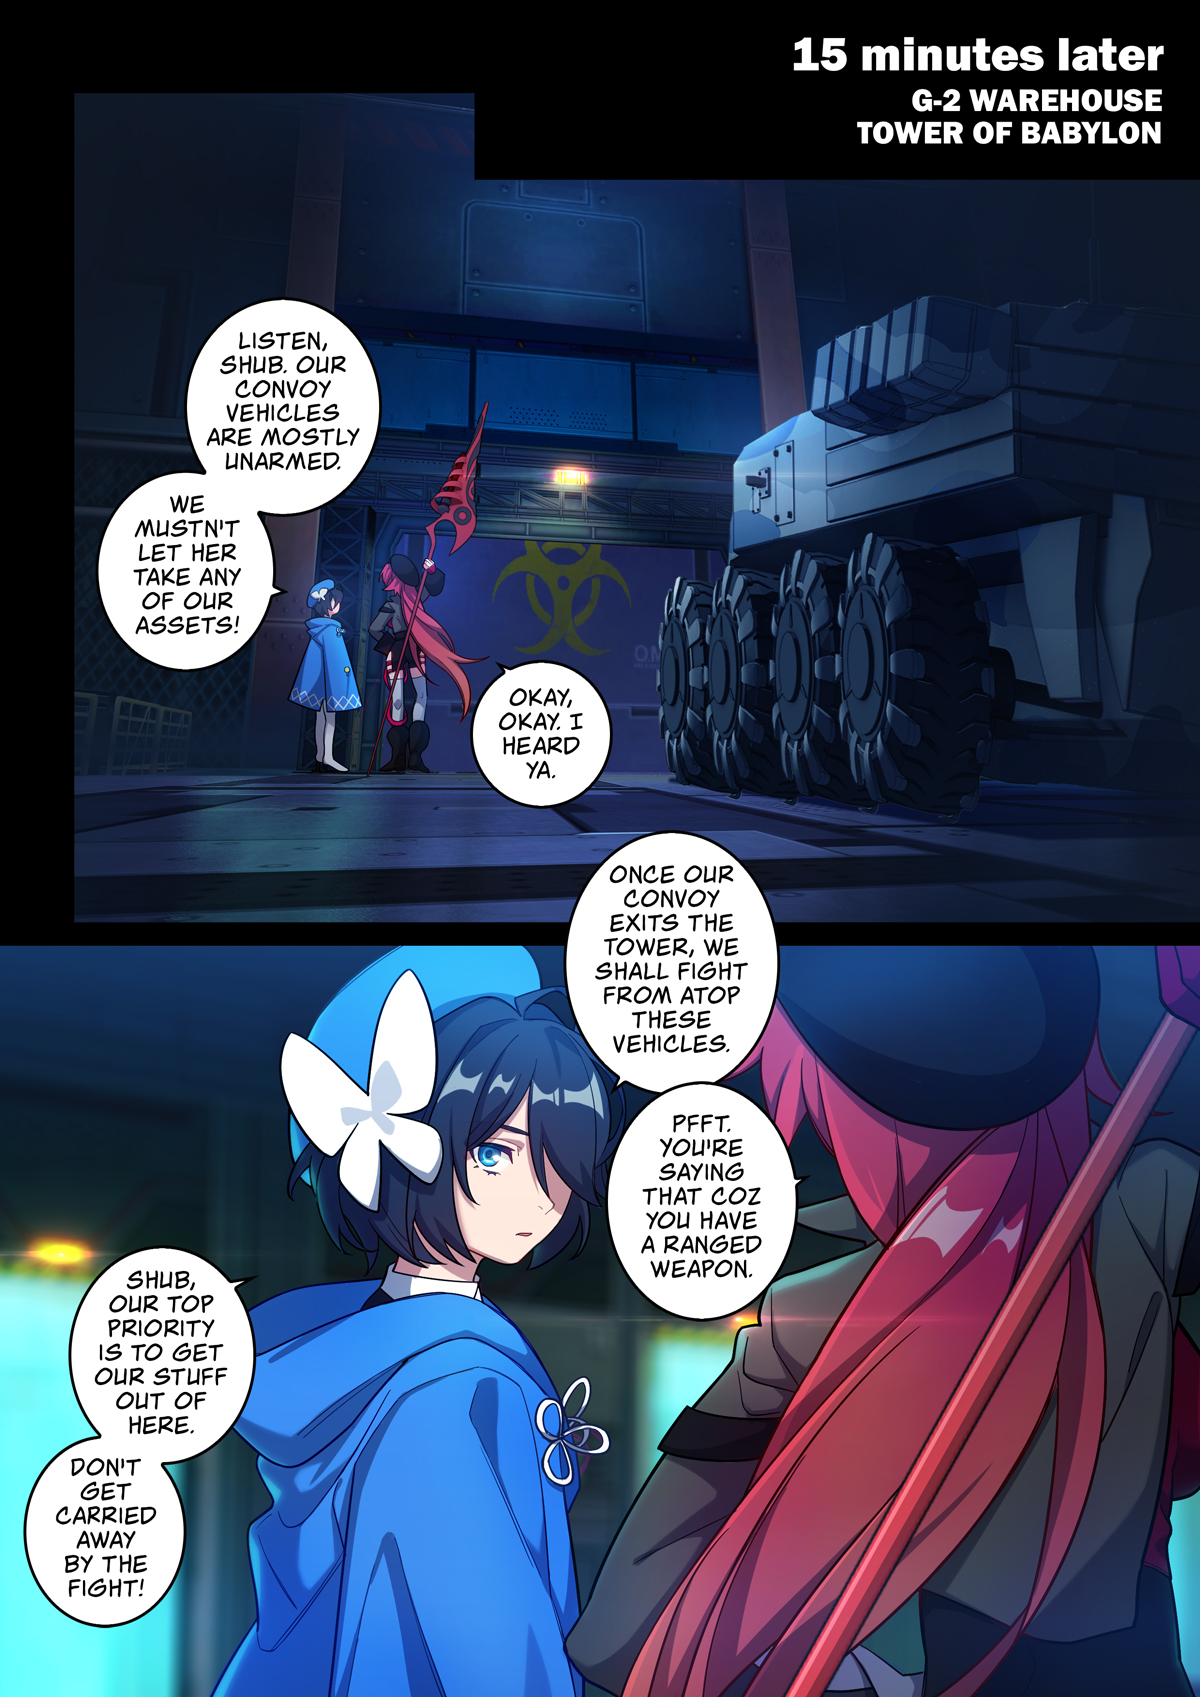 15 minutes later
G-2 WAREHOUSE
TOWER OF BABYLON
LISTEN,
SHUB. OUR
CONVOY
VEHICLES
ARE MOSTLY
UNARMED.
WE
MUSTN'T
LET HER
TAKE ANY
OF OUR
ASSETS!
OKAY,
OKAY. I
HEARD
YA.
ONCE OUR
CONVOY
EXITS THE
TOWER, WE
SHALL FIGHT
FROM ATOP
THESE
VEHICLES.
PFFT.
YOU'RE
SAYING
THAT COZ
YOU HAVE
A RANGED
WEAPON.
SHUB,
OUR TOP
PRIORITY
IS TO GET
OUR STUFF
OUT OF
HERE.
DON'T
GET
CARRIED
AWAY
BY THE
FIGHT!